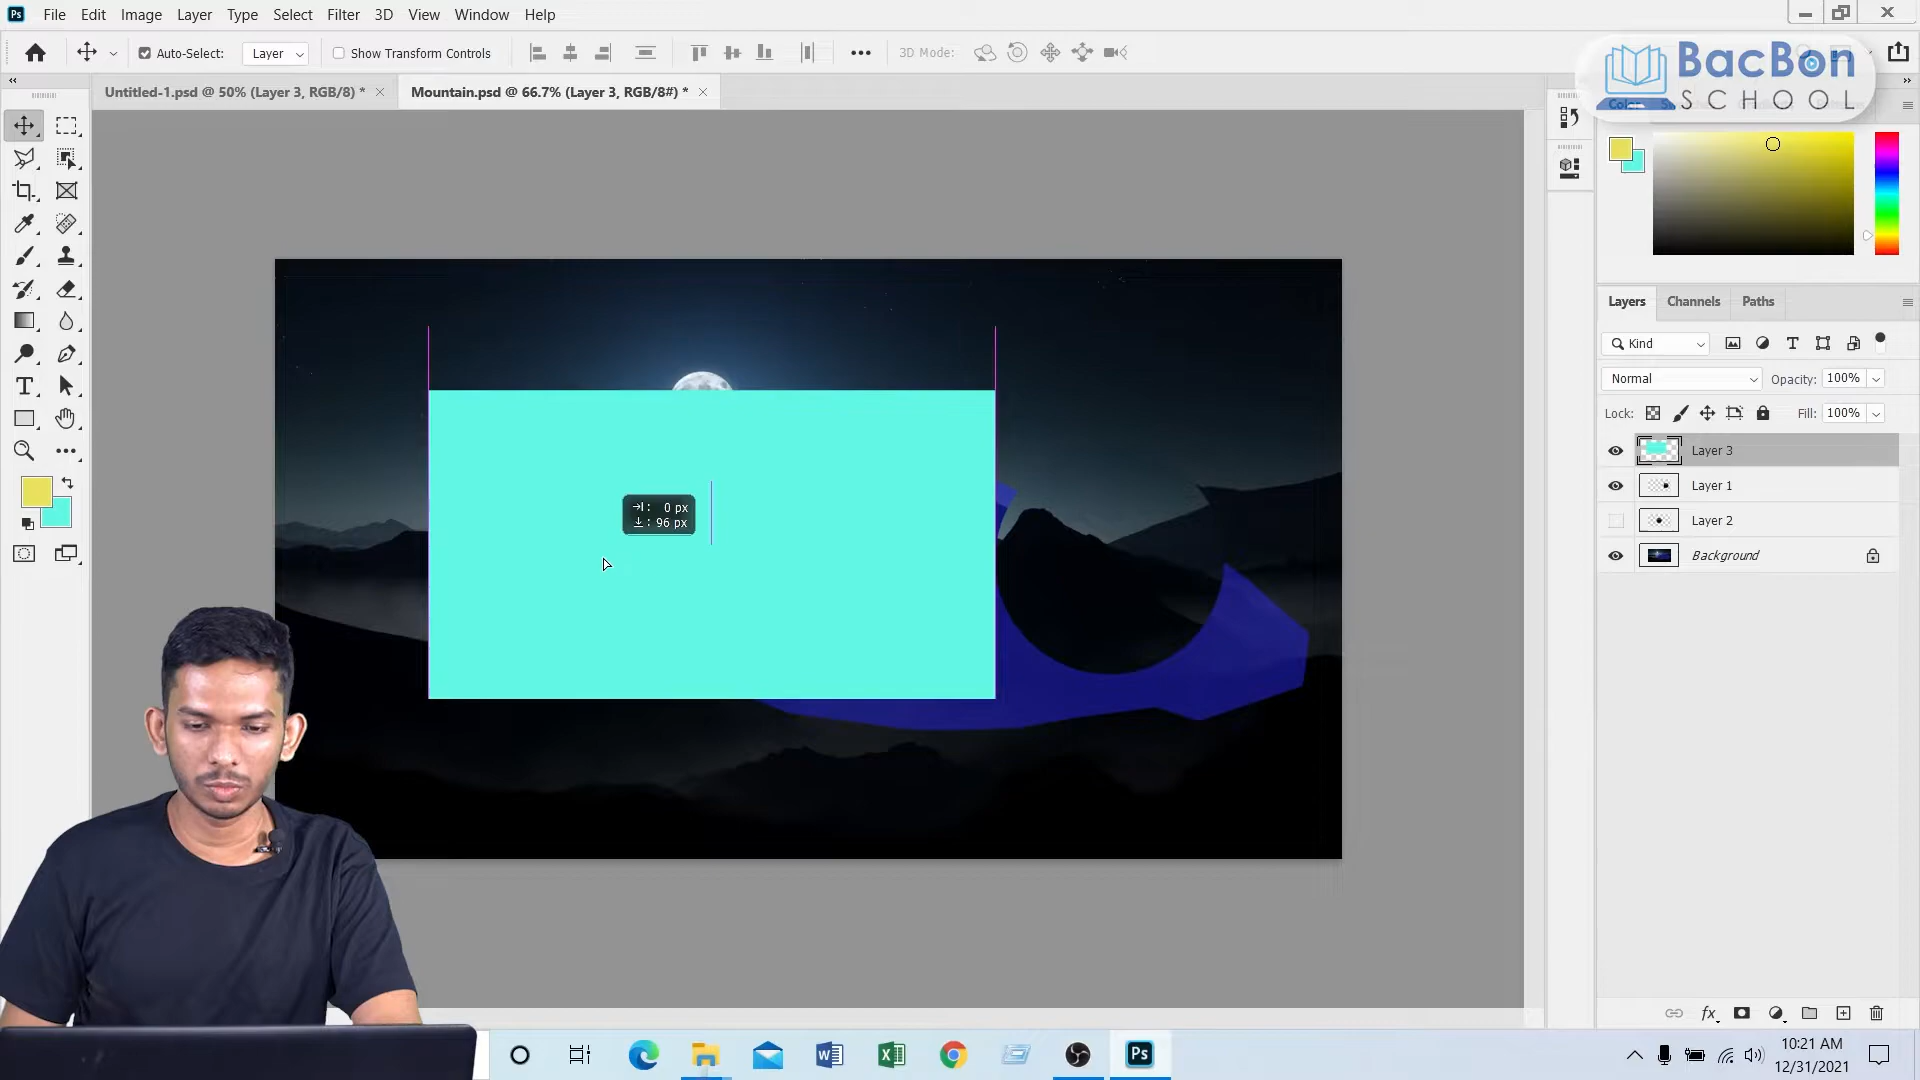 Ps File Edit Image Layer Type Select Filter 3D View Window Help
Auto-Select: Layer Show Transform Controls 3D Mode:
BacBon
SCHOOL
Untitled-1.psd @ 50% (Layer 3, RGB/8) *
Mountain.psd @ 66.7% (Layer 3, RGB/8#) *
0 px
96 px
Layers Channels Paths
Kind
Normal Opacity: 100%
Lock: Fill: 100%
Layer 3
Layer 1
Layer 2
Background
fx
Ps
10:21 AM
12/31/2021